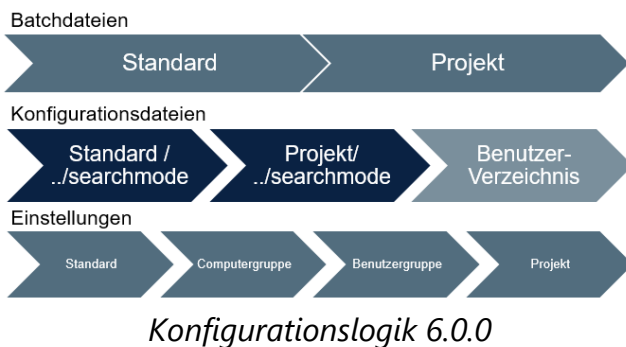 Batchdateien
Standard
Projekt
Konfigurationsdateien
Standard /
../searchmode
Projekt/
../searchmode
Benutzer-
Verzeichnis
Einstellungen
Standard
Computergruppe
Benutzergruppe
Projekt
Konfigurationslogik 6.0.0